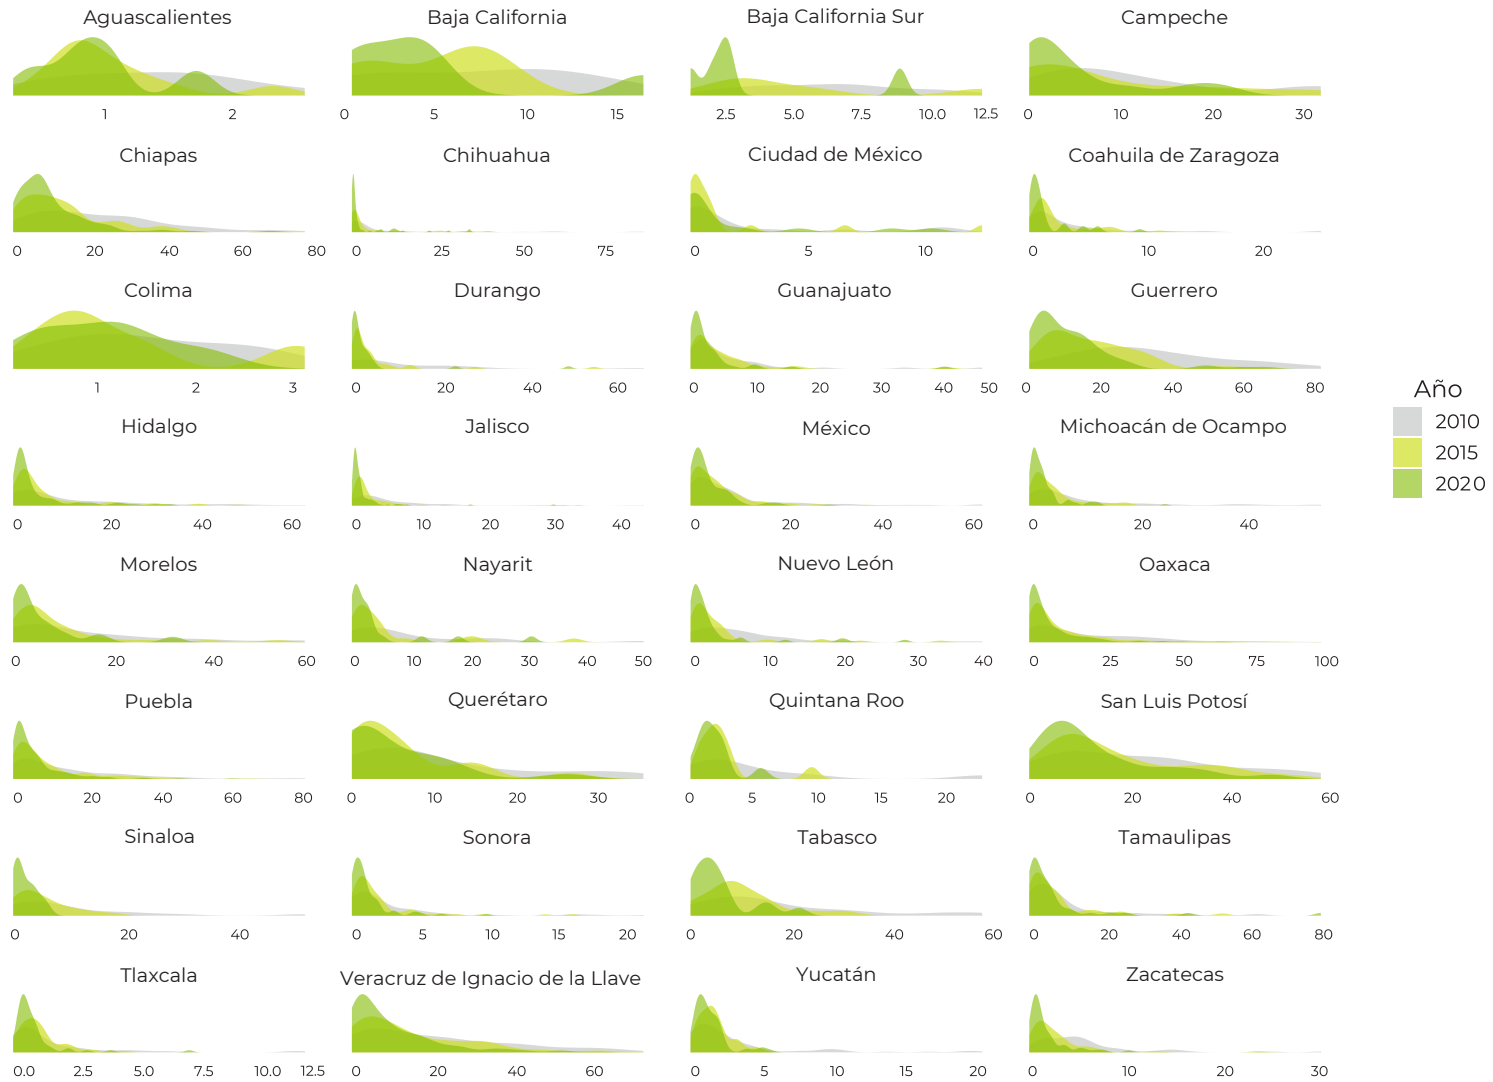 Aguascalientes Baja California Baja California Sur Campeche
1 2 0 5 10 15 2.5 5.0 7.5 10.0 12.5 0 10 20 30
Chiapas Chihuahua Ciudad de México Coahuila de Zaragoza
0 20 40 60 80 0 25 50 75 0 5 10 0 10 20
Colima Durango Guanajuato Guerrero
1 2 3 0 20 40 60 0 10 20 30 40 50 0 20 40 60 80
Año
2010
2015
2020
Hidalgo Jalisco México Michoacán de Ocampo
0 20 40 60 0 10 20 30 40 0 20 40 60 0 20 40
Morelos Nayarit Nuevo León Oaxaca
0 20 40 60 0 10 20 30 40 50 0 10 20 30 40 0 25 50 75 100
Puebla Querétaro Quintana Roo San Luis Potosí
0 20 40 60 80 0 10 20 30 0 5 10 15 20 0 20 40 60
Sinaloa Sonora Tabasco Tamaulipas
0 20 40 0 5 10 15 20 0 20 40 60 0 20 40 60 80
Tlaxcala Veracruz de Ignacio de la Llave Yucatán Zacatecas
0.0 2.5 5.0 7.5 10.0 12.5 0 20 40 60 0 5 10 15 20 0 10 20 30